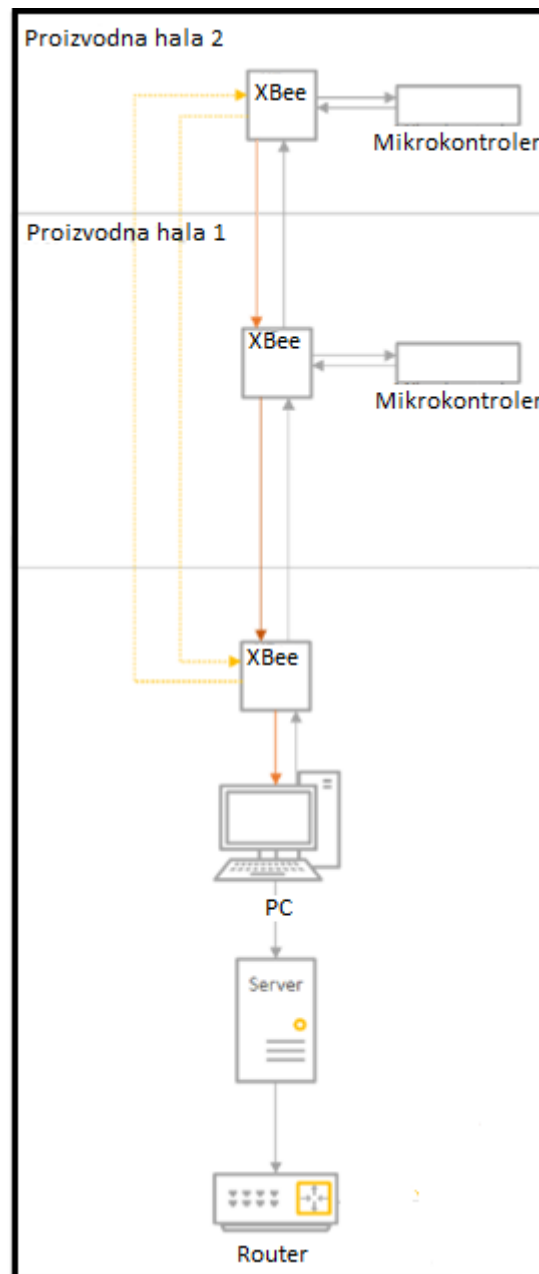 Proizvodna hala 2
XBee
Mikrokontroler
Proizvodna hala 1
XBee
Mikrokontroler
XBee
PC
Server
Router